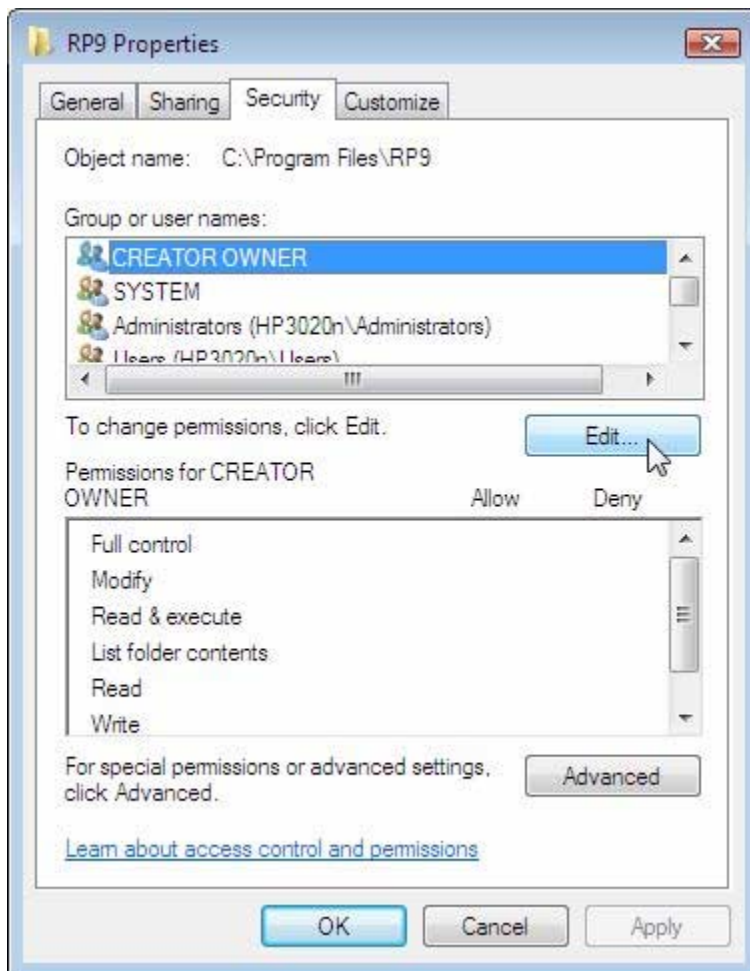 RP9 Properties
General Sharing Security Customize
Object name: C:\Program Files\RP9
Group or user names:
CREATOR OWNER
SYSTEM
Administrators (HP3020n\Administrators)
Users (HP3020n\Users)
To change permissions, click Edit.
Edit...
Permissions for CREATOR
OWNER Allow Deny
Full control
Modify
Read & execute
List folder contents
Read
Write
For special permissions or advanced settings,
click Advanced.
Advanced
Learn about access control and permissions
OK Cancel Apply